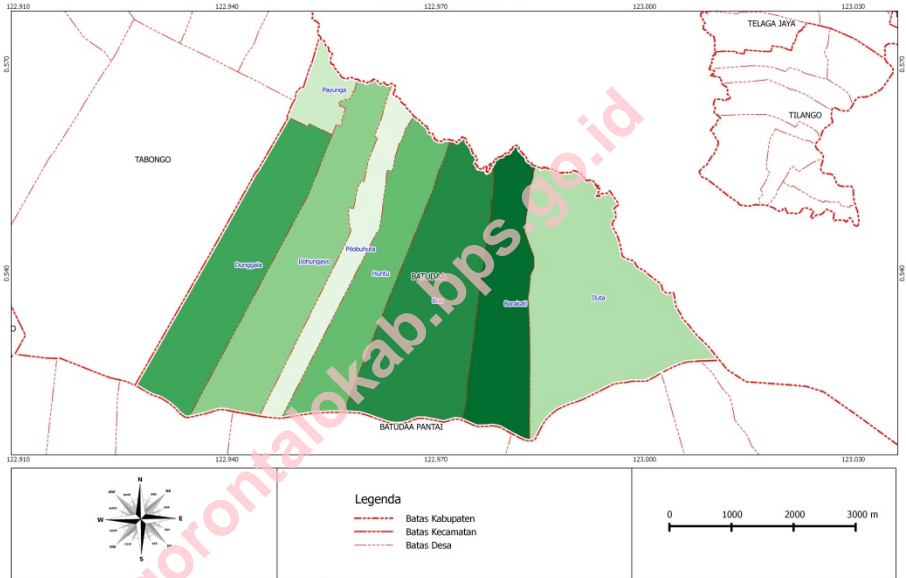 122.910 122.940 122.970 123.000 123.030
TELAGA JAYA
0.570 0.570
Payunga
TILANGO
TABONGO
Pilobuhuta
Dunggala Dohungayo
Huntu BATUDAA
0.540 0.540
Bua Barakati Iluta
O
BATUDAA PANTAI
122.910 122.940 122.970 123.000 123.030
gorontalokab.bps.go.id
N
W E
S
Legenda
Batas Kabupaten
Batas Kecamatan
Batas Desa
0 1000 2000 3000 m